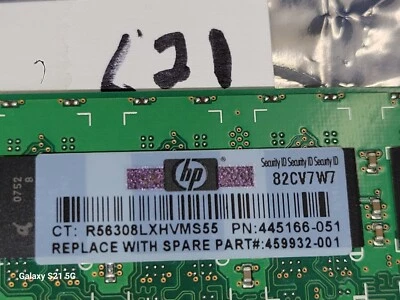 L21
0752
B
hp
Security ID Security ID Security ID
82CV7W7
CT: R56308LXHVMS55 PN:445166-051
REPLACE WITH SPARE PART#:459932-001
Galaxy S21 5G